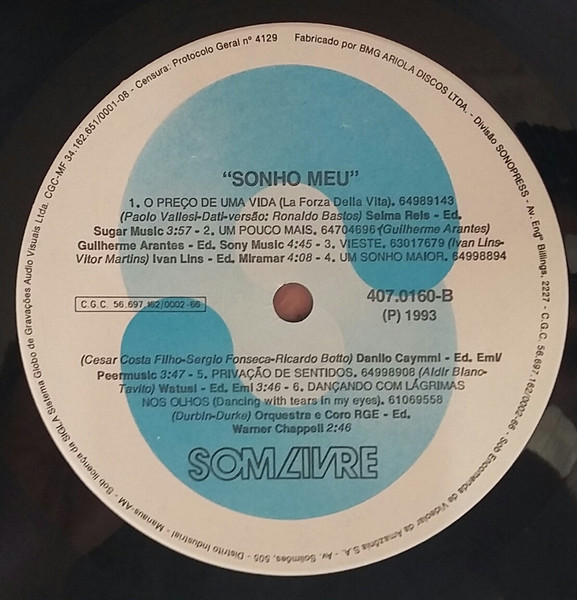 CGC-MF 34.162.651/0001-08 - Censura: Protocolo Geral nº 4129   Fabricado por BMG ARIOLA DISCOS LTDA. - Divisão SONOPRESS - Av. Engº Billings, 2227 - C.G.C. 56.697.162/0002-66 - Sob Encomenda de Videolar da Amazônia S.A. - Av. Solimões, 505 - Distrito Industrial - Manaus-AM - Sob licença da SIGLA Sistema Globo de Gravações Audio Visuais Ltda.
"SONHO MEU"
1. O PREÇO DE UMA VIDA (La Forza Della Vita). 64989143
(Paolo Vallesi-Dati-versão: Ronaldo Bastos) Selma Reis - Ed.
Sugar Music 3:57 - 2. UM POUCO MAIS. 64704696 (Guilherme Arantes)
Guilherme Arantes - Ed. Sony Music 4:45 - 3. VIESTE. 63017679 (Ivan Lins-
Vitor Martins) Ivan Lins - Ed. Miramar 4:08 - 4. UM SONHO MAIOR. 64998894
C.G.C. 56.697.162/0002-66
407.0160-B
(P) 1993
(Cesar Costa Filho-Sergio Fonseca-Ricardo Botto) Danilo Caymmi - Ed. Emi/
Peermusic 3:47 - 5. PRIVAÇÃO DE SENTIDOS. 64998908 (Aldir Blanc-
Tavito) Watusi - Ed. Emi 3:46 - 6. DANÇANDO COM LÁGRIMAS
NOS OLHOS (Dancing with tears in my eyes). 61069558
(Durbin-Durke) Orquestra e Coro RGE - Ed.
Warner Chappell 2:46
SOM LIVRE